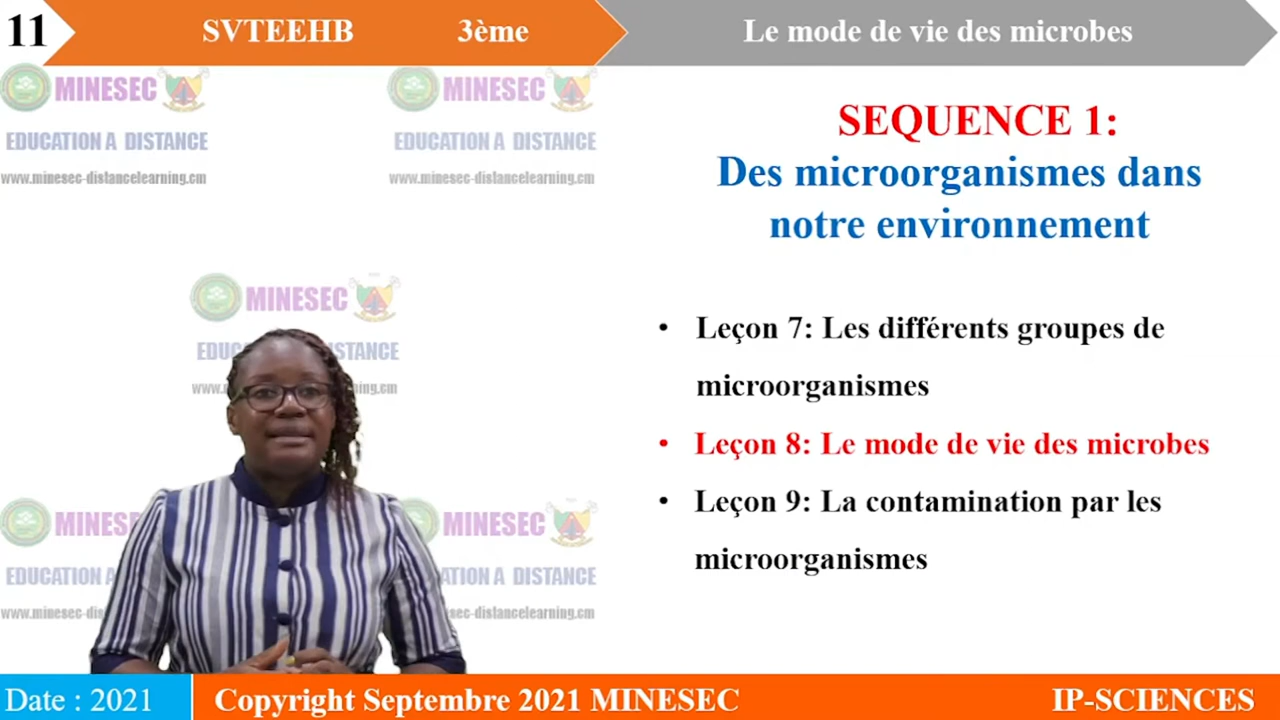 11
SVTEEHB 3ème
Le mode de vie des microbes
MINESEC
EDUCATION A DISTANCE
www.minesec-distancelearning.cm
MINESEC
EDUCATION A DISTANCE
www.minesec-distancelearning.cm
SEQUENCE 1:
Des microorganismes dans
notre environnement
MINESEC
• Leçon 7: Les différents groupes de
microorganismes
• Leçon 8: Le mode de vie des microbes
• Leçon 9: La contamination par les
microorganismes
MINESEC
EDUCATION A DISTANCE
Date : 2021
Copyright Septembre 2021 MINESEC
IP-SCIENCES